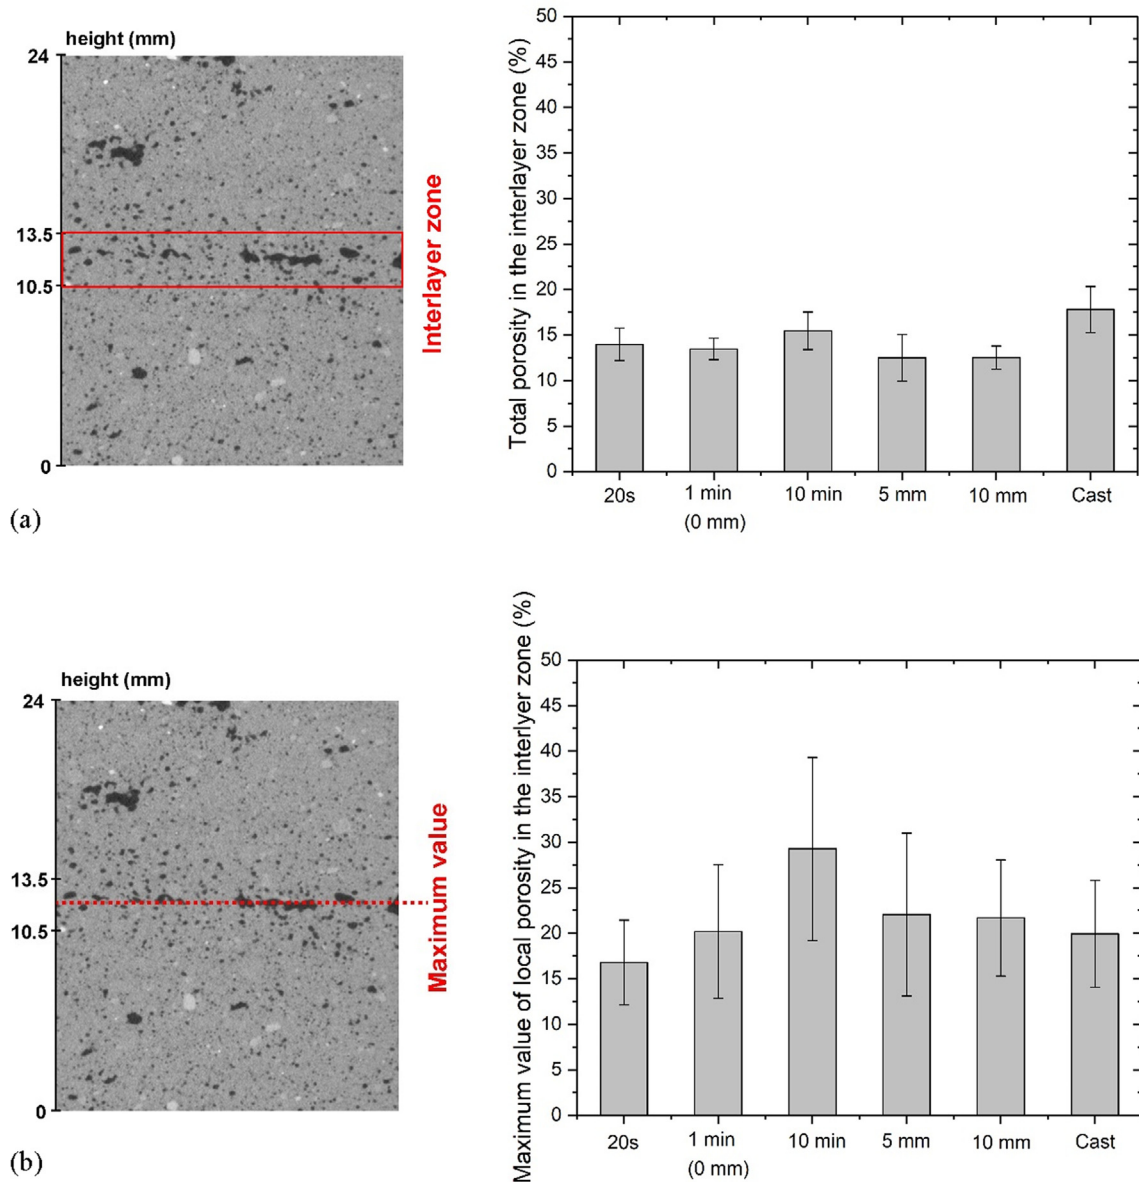 height (mm)
24
13.5
10.5
0
Interlayer zone
(a)
Total porosity in the interlayer zone (%)
50
45
40
35
30
25
20
15
10
5
0
20s
1 min
(0 mm)
10 min
5 mm
10 mm
Cast
height (mm)
24
13.5
10.5
0
Maximum value
(b)
Maximum value of local porosity in the interlyer zone (%)
50
45
40
35
30
25
20
15
10
5
0
20s
1 min
(0 mm)
10 min
5 mm
10 mm
Cast